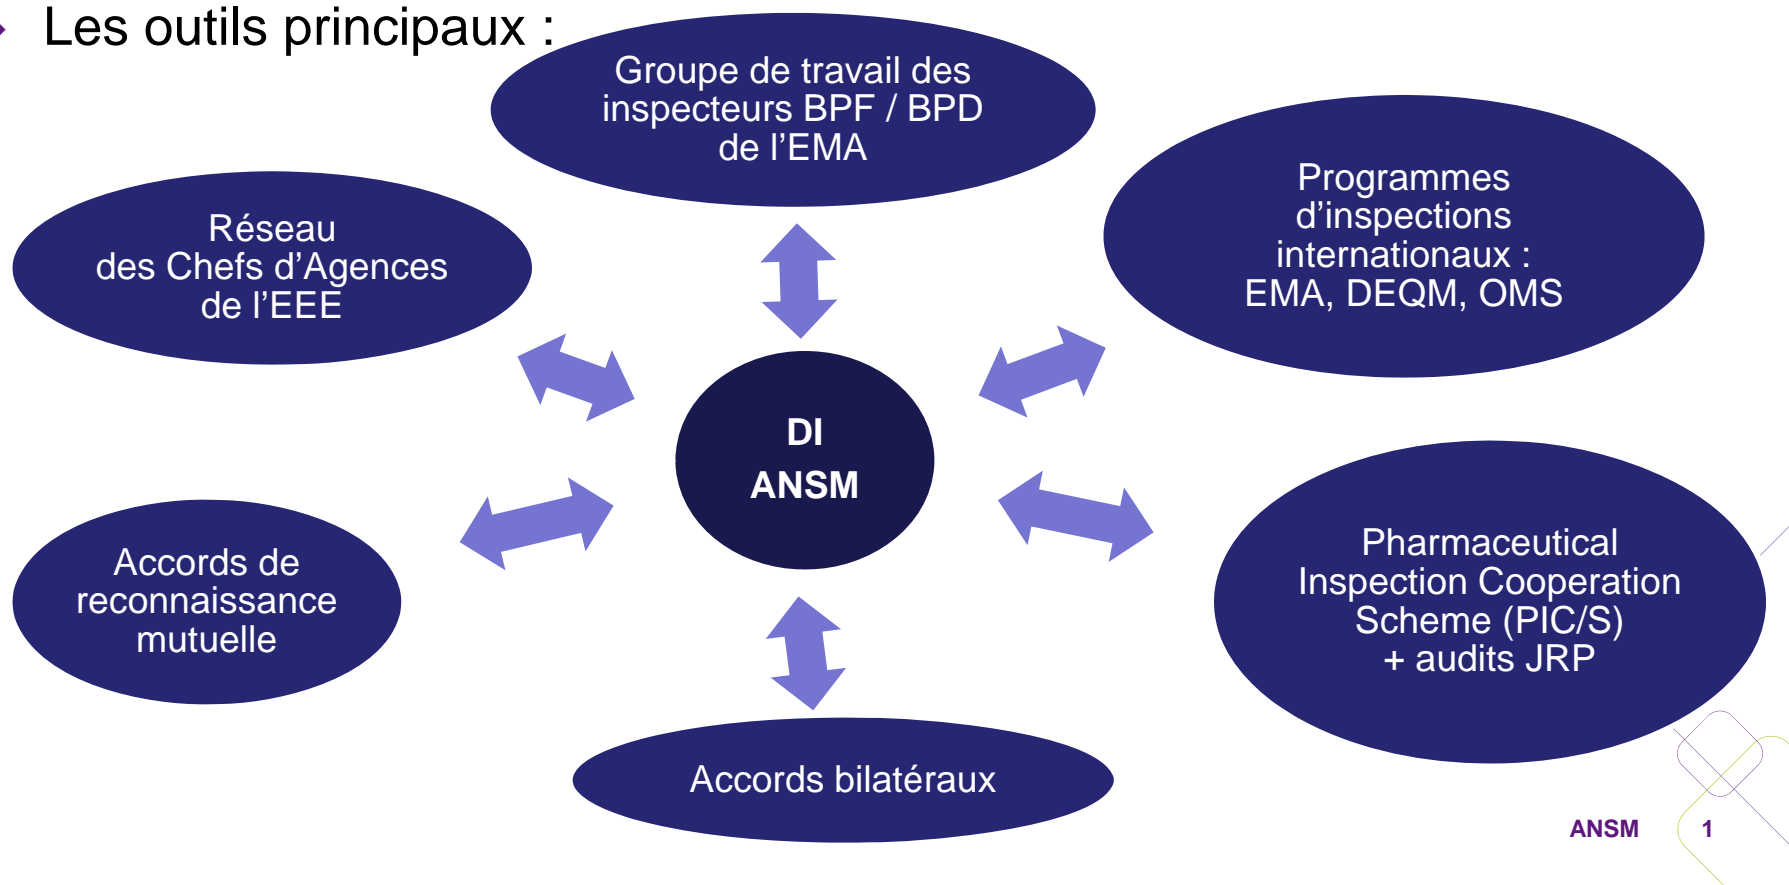 Les outils principaux :
Groupe de travail des
inspecteurs BPF / BPD
de l’EMA
Programmes
d’inspections
internationaux :
EMA, DEQM, OMS
Réseau
des Chefs d’Agences
de l’EEE
DI
ANSM
Pharmaceutical
Inspection Cooperation
Scheme (PIC/S)
+ audits JRP
Accords de
reconnaissance
mutuelle
Accords bilatéraux
ANSM 1